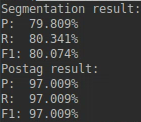 Segmentation result:
P:  79.809%
R:  80.341%
F1: 80.074%
Postag result:
P:  97.009%
R:  97.009%
F1: 97.009%